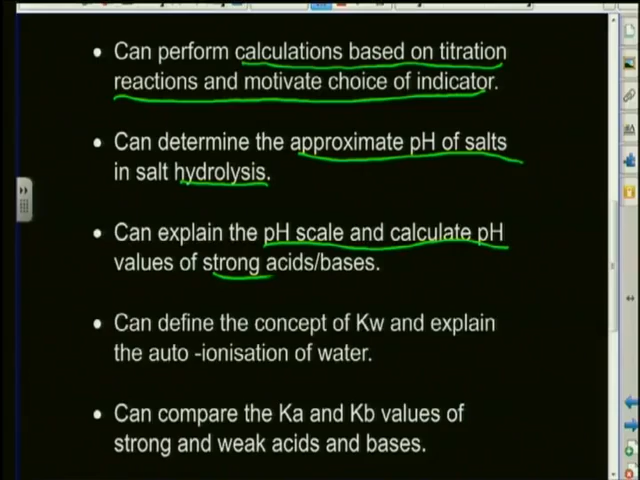 • Can perform calculations based on titration
reactions and motivate choice of indicator.
• Can determine the approximate pH of salts
in salt hydrolysis.
• Can explain the pH scale and calculate pH
values of strong acids/bases.
• Can define the concept of Kw and explain
the auto -ionisation of water.
• Can compare the Ka and Kb values of
strong and weak acids and bases.